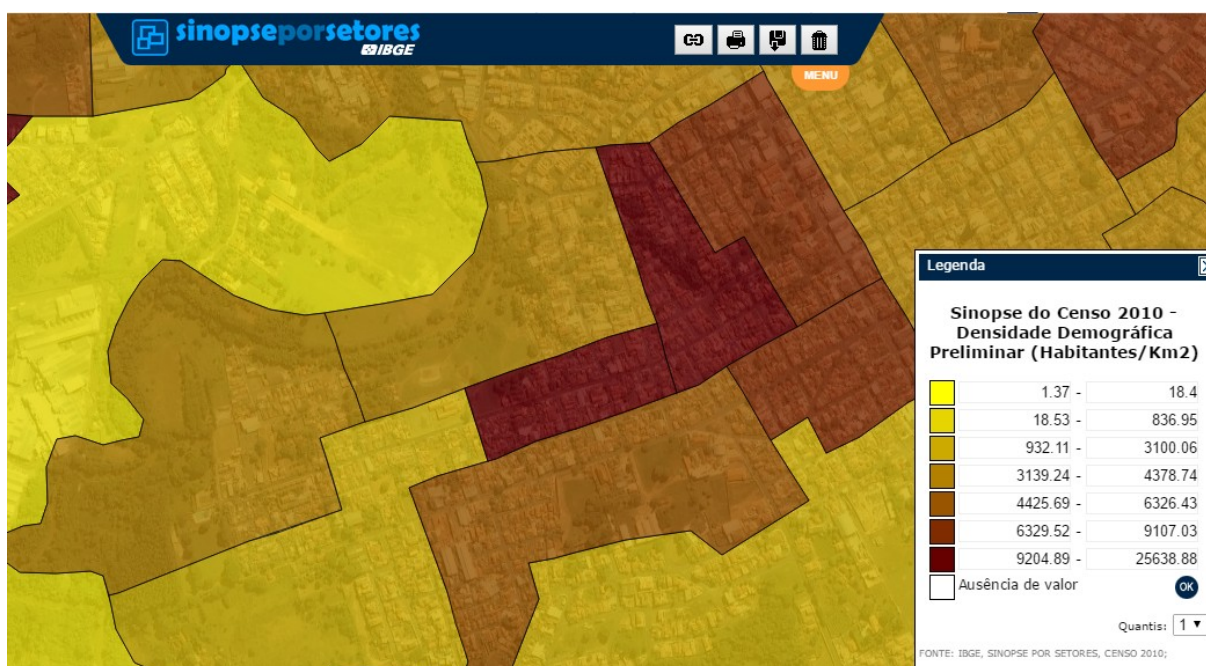 sinopseporsetores
IBGE
MENU
Legenda
Sinopse do Censo 2010 -
Densidade Demográfica
Preliminar (Habitantes/Km2)
1.37 - 18.4
18.53 - 836.95
932.11 - 3100.06
3139.24 - 4378.74
4425.69 - 6326.43
6329.52 - 9107.03
9204.89 - 25638.88
Ausência de valor OK
Quantis: 1
FONTE: IBGE, SINOPSE POR SETORES, CENSO 2010;